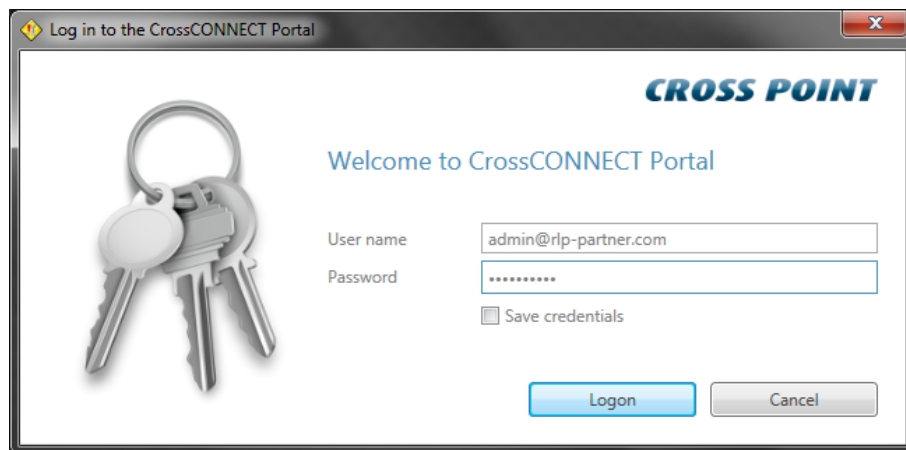 Log in to the CrossCONNECT Portal
CROSS POINT
Welcome to CrossCONNECT Portal
User name
admin@rlp-partner.com
Password
••••••••••
Save credentials
Logon
Cancel